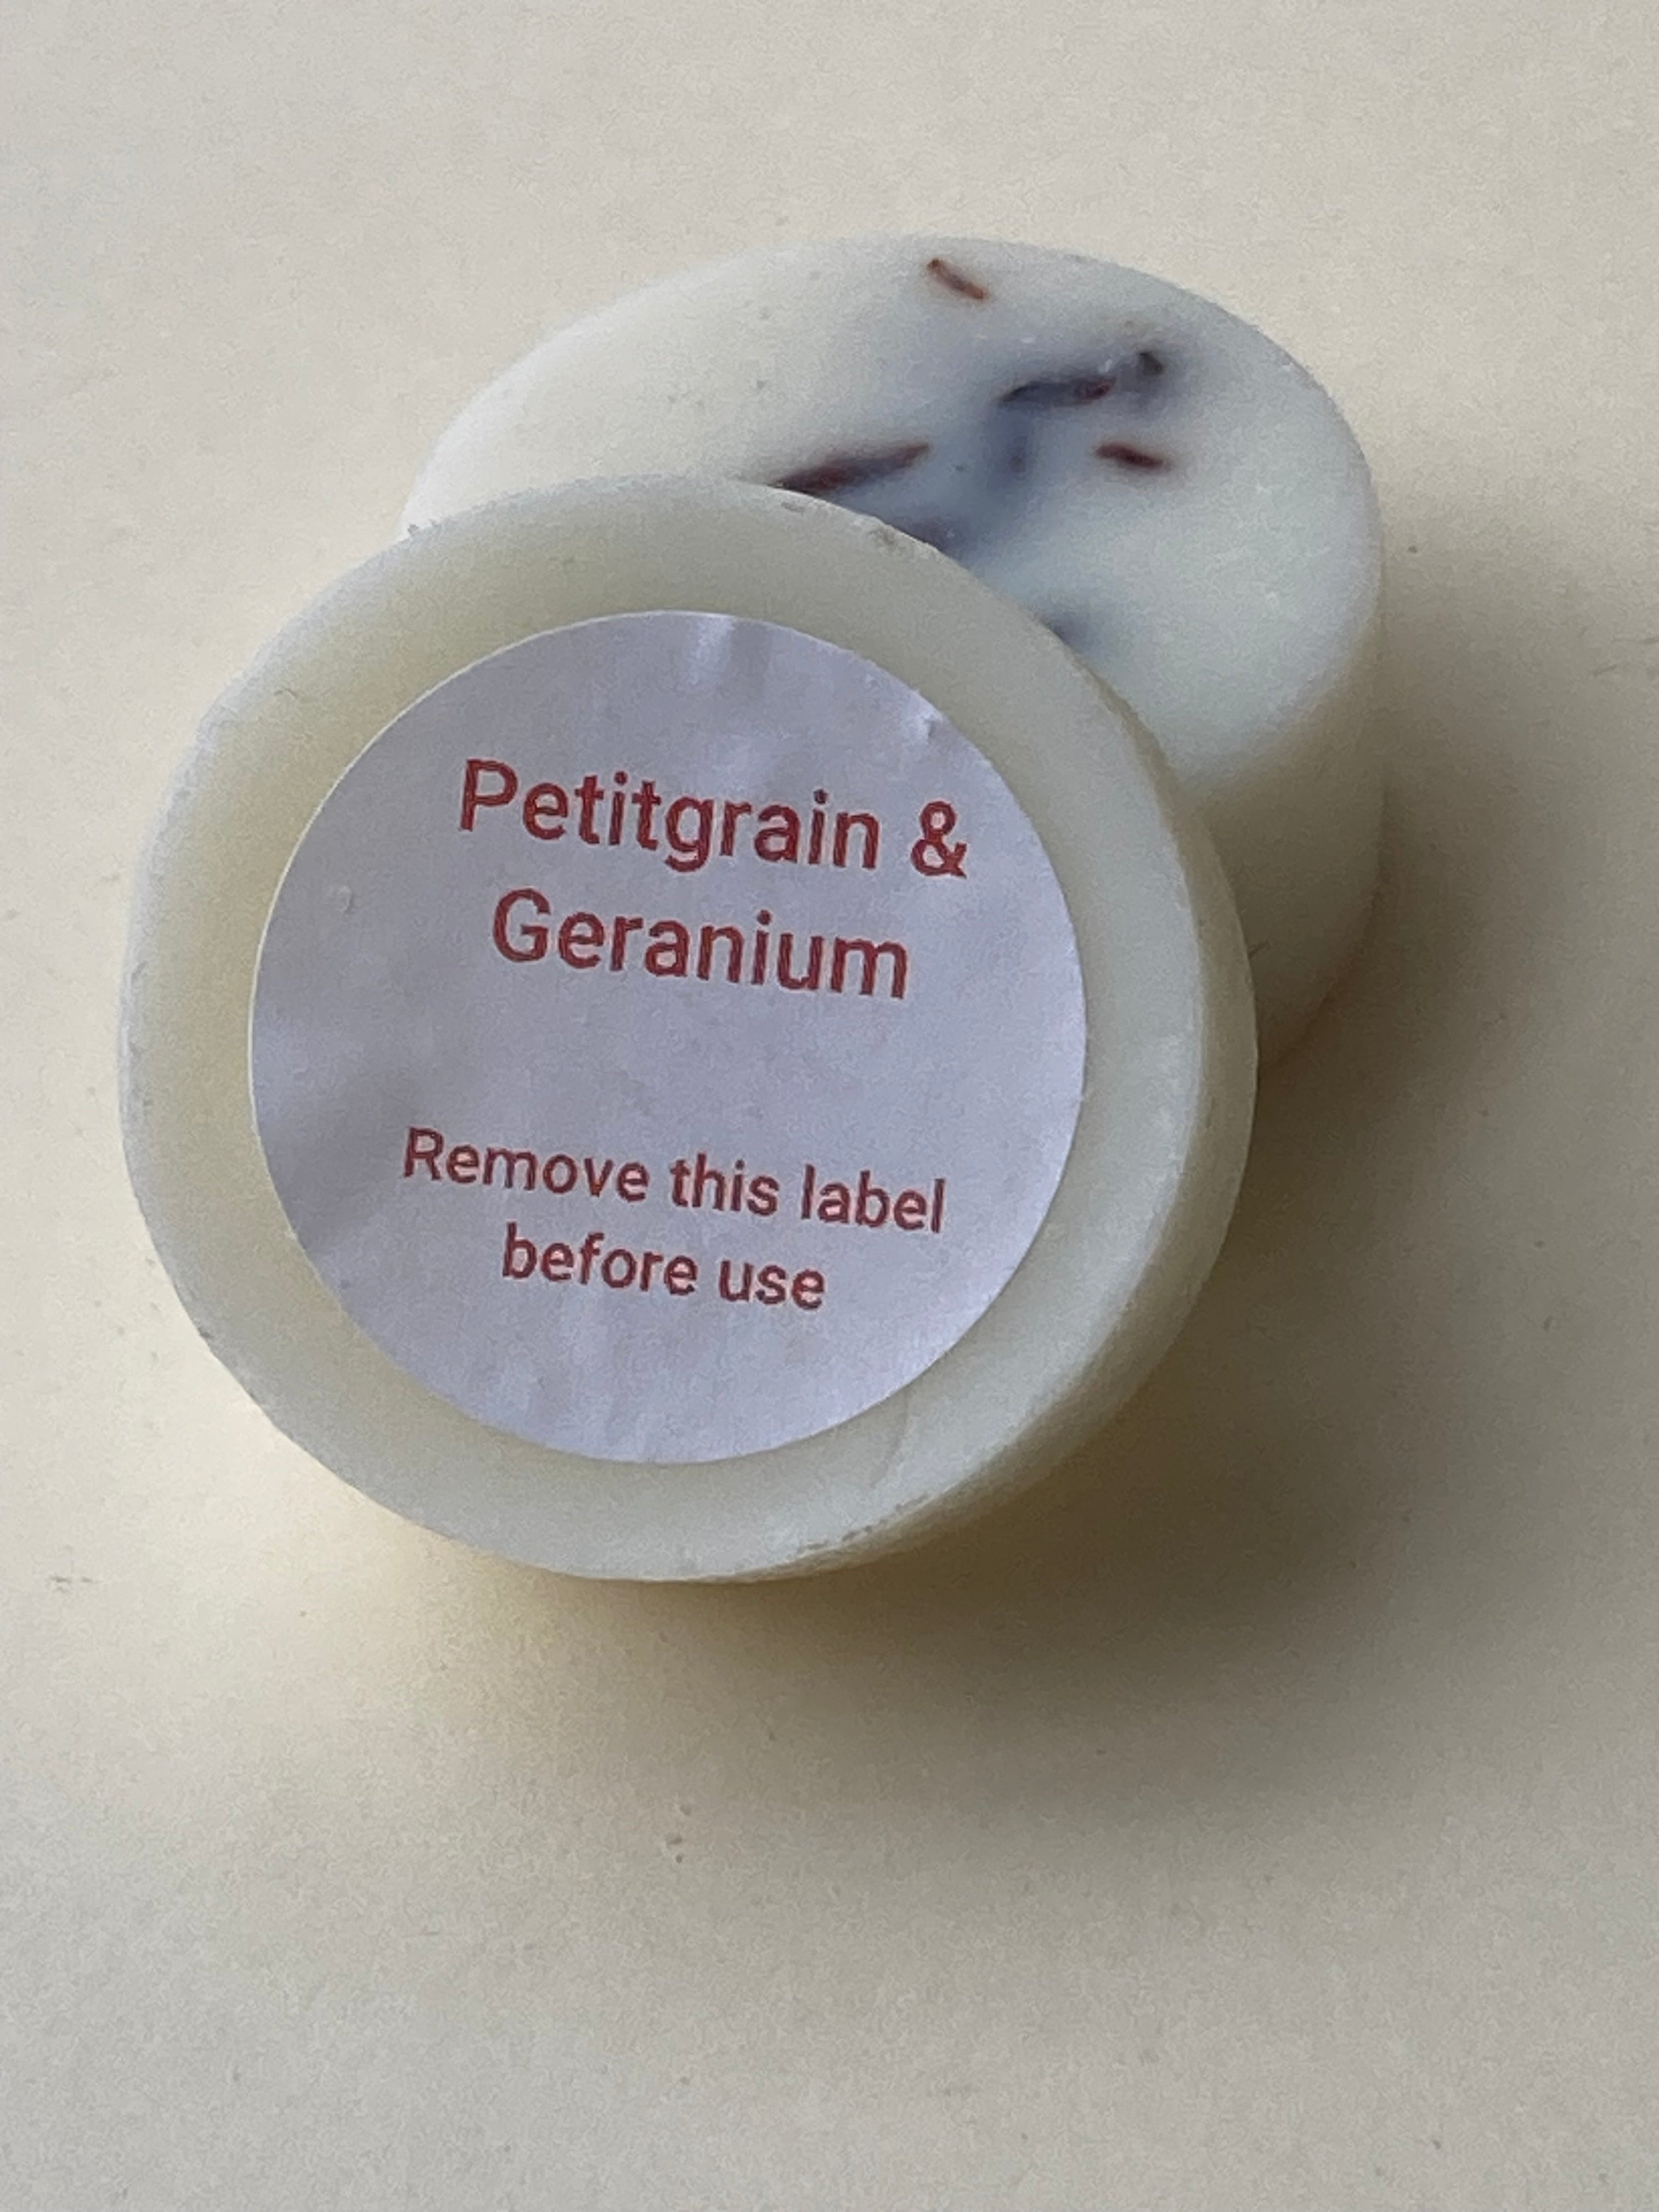 Petitgrain &
Geranium
Remove this label
before use